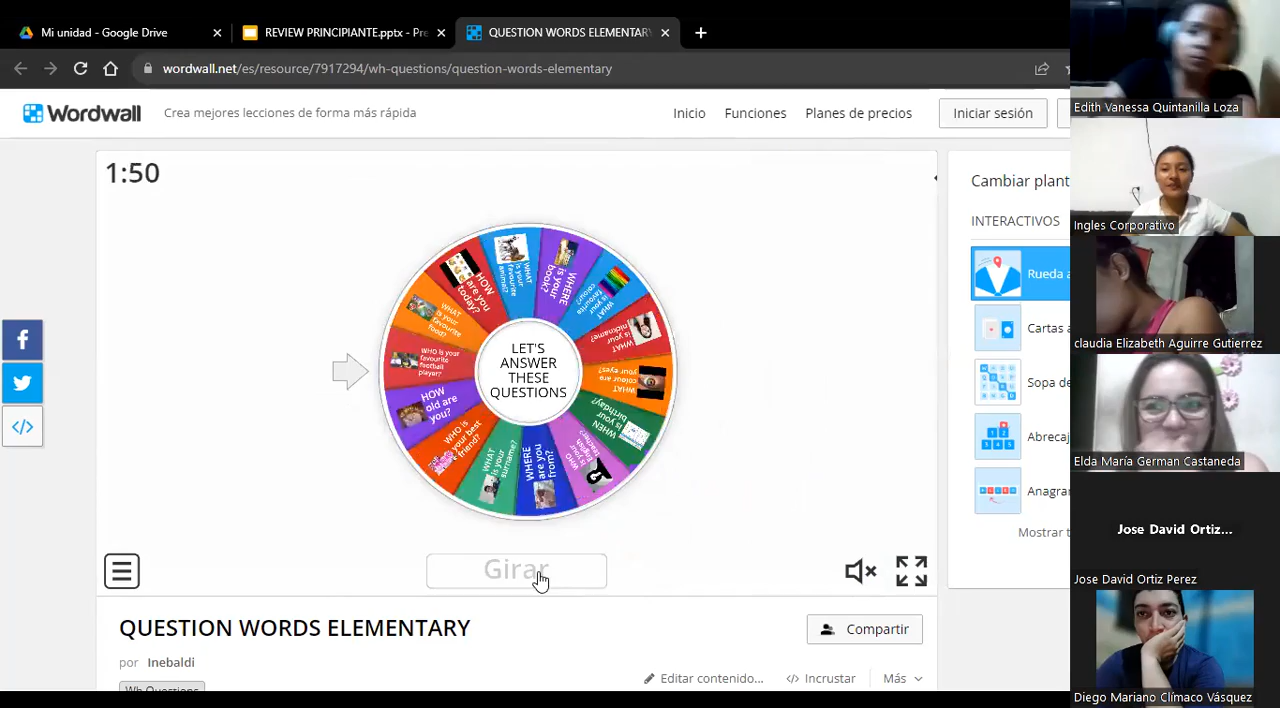 Mi unidad - Google Drive
REVIEW PRINCIPIANTE.pptx - Pre
QUESTION WORDS ELEMENTARY
wordwall.net/es/resource/7917294/wh-questions/question-words-elementary
Wordwall
Crea mejores lecciones de forma más rápida
Inicio
Funciones
Planes de precios
Iniciar sesión
1:50
WHAT is your favourite animal?
WHERE is your book?
WHAT is your favourite colour?
WHAT is your nickname?
WHAT colour are your eyes?
WHEN is your birthday?
WHO is your English teacher?
WHERE are you from?
WHAT is your surname?
WHO is your best friend?
HOW old are you?
WHO is your favourite football player?
WHAT is your favourite food?
HOW are you today?
LET'S
ANSWER
THESE
QUESTIONS
Girar
Cambiar plant
INTERACTIVOS
Rueda a
Cartas a
Sopa de
Abrecaj
Anagra
Mostrar t
QUESTION WORDS ELEMENTARY
por Inebaldi
Wh Questions
Compartir
Editar contenido...
Incrustar
Más
Edith Vanessa Quintanilla Loza
Ingles Corporativo
claudia Elizabeth Aguirre Gutierrez
Elda María German Castaneda
Jose David Ortiz...
Jose David Ortiz Perez
Diego Mariano Clímaco Vásquez